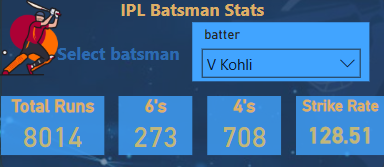 IPL Batsman Stats
Select batsman
batter
V Kohli
Total Runs
8014
6's
273
4's
708
Strike Rate
128.51